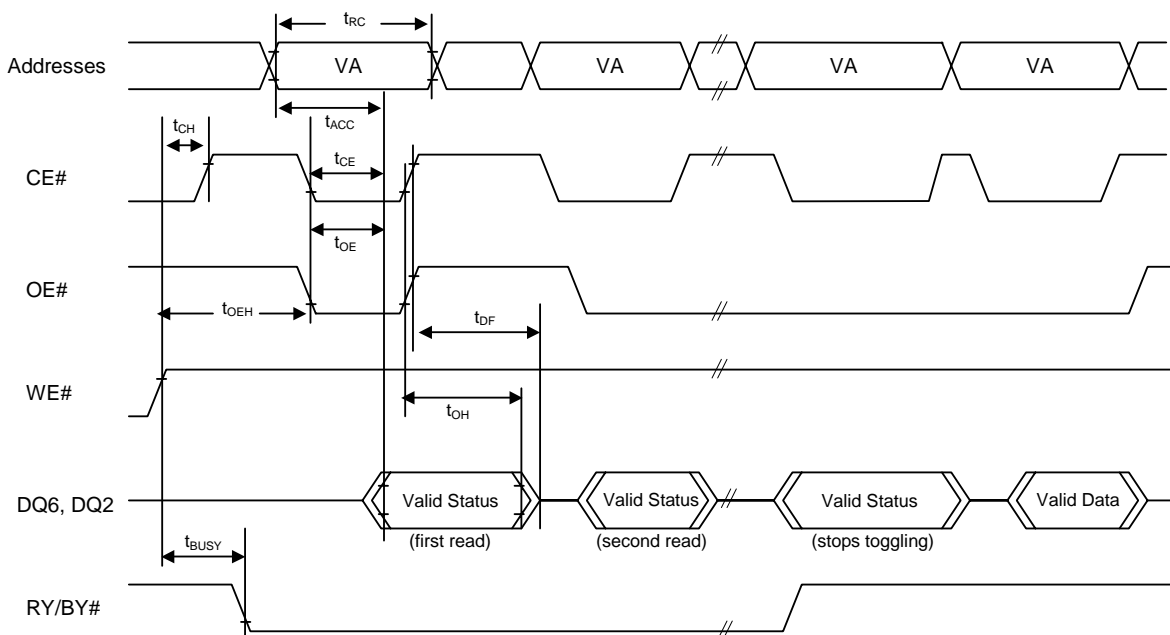 tRC
Addresses VA VA VA VA
tACC
tCH
tCE
CE#
tOE
OE#
tOEH
tDF
WE#
tOH
DQ6, DQ2 Valid Status Valid Status Valid Status Valid Data
(first read) (second read) (stops toggling)
tBUSY
RY/BY#